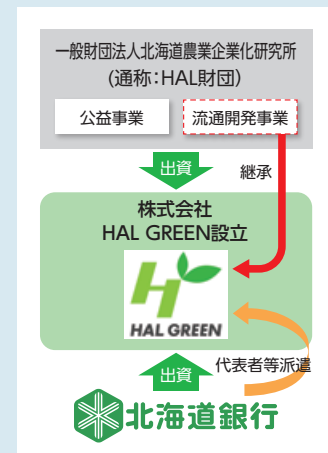 一般財団法人北海道農業企業化研究所
(通称:HAL財団)
公益事業
流通開発事業
出資
継承
株式会社
HAL GREEN設立
H
HAL GREEN
出資
代表者等派遣
北海道銀行